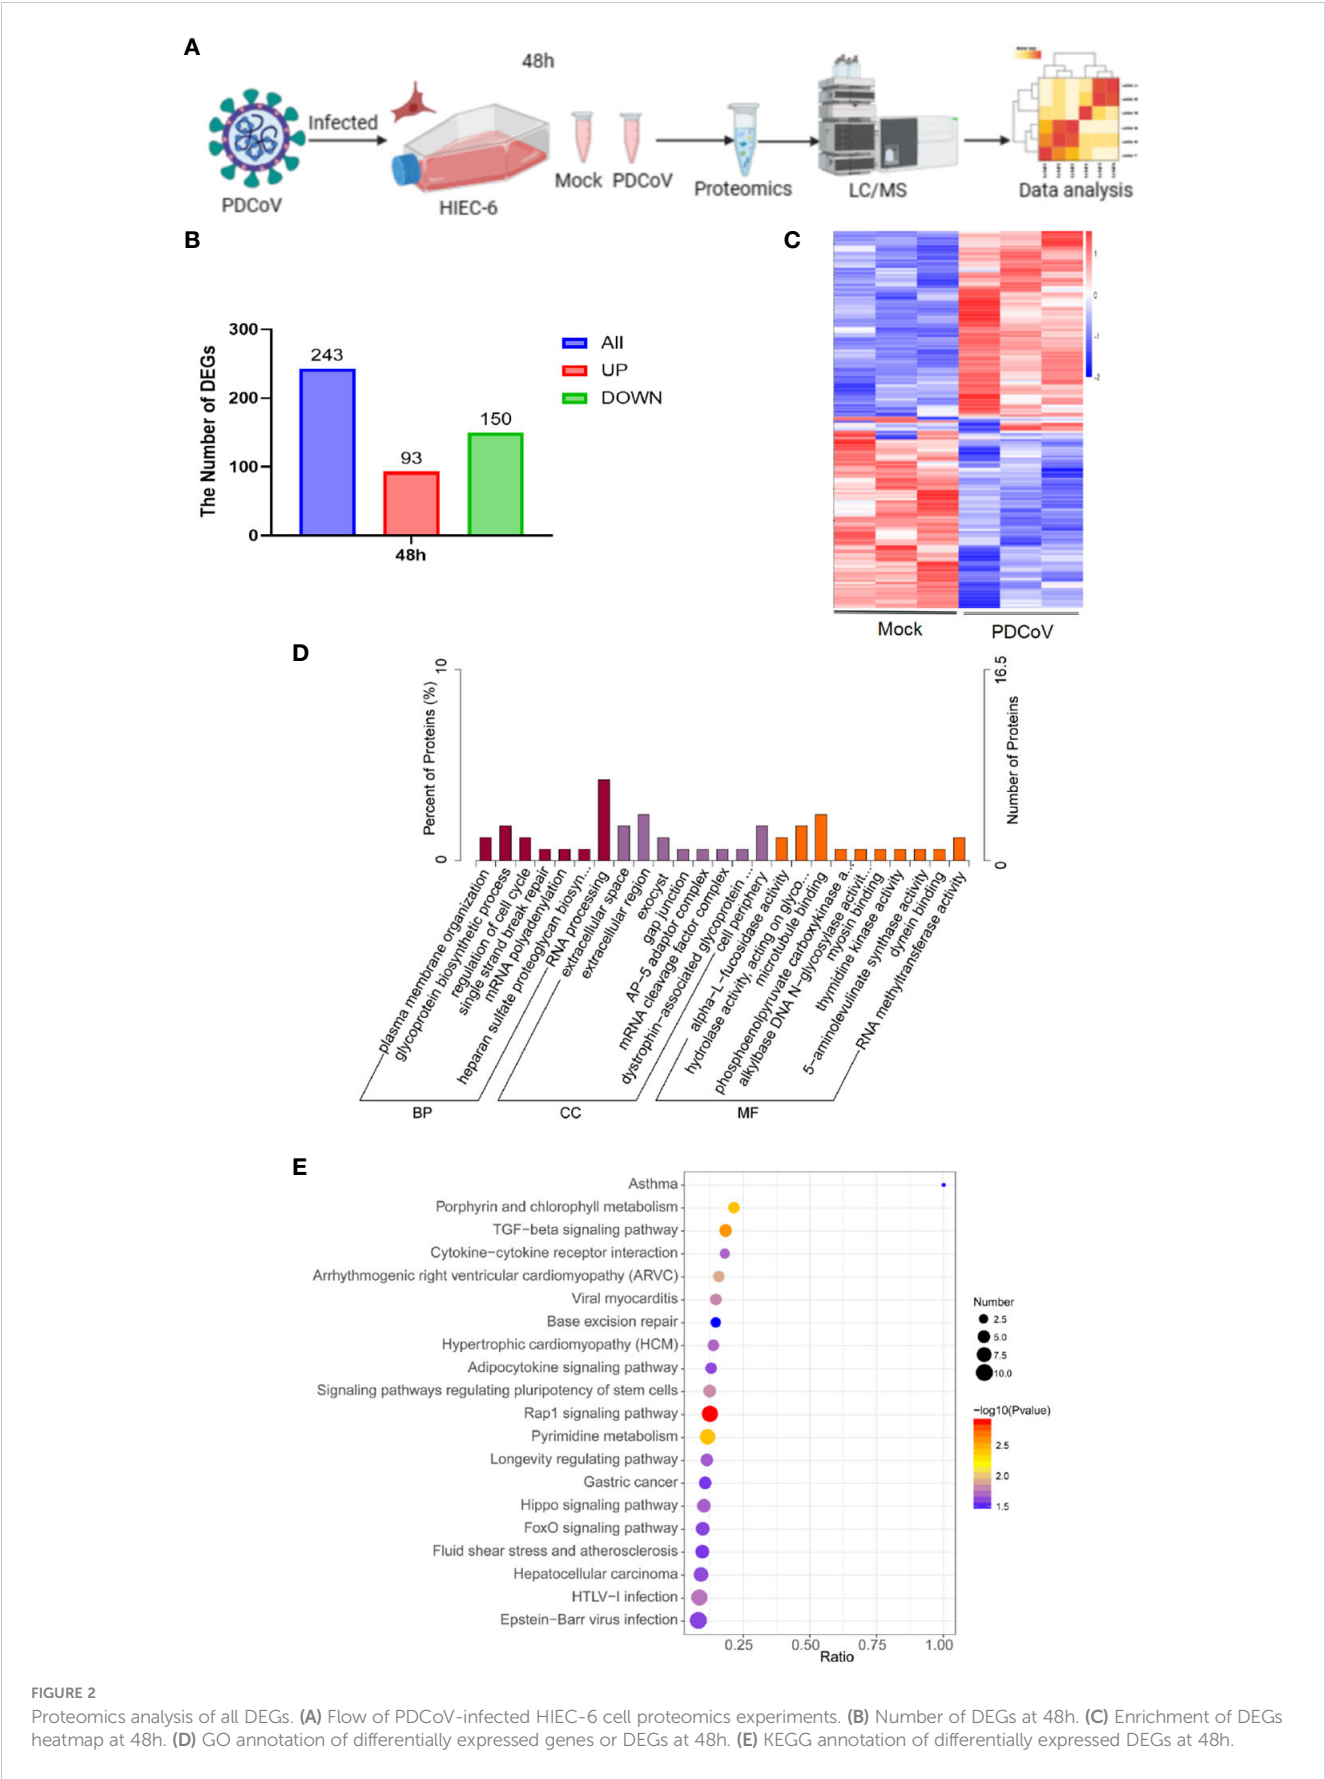 A
48h
Infected
Mock PDCoV
Proteomics
LC/MS
Data analysis
PDCoV
HIEC-6
B
The Number of DEGs
300
200
100
0
243
93
150
48h
All
UP
DOWN
C
1
0
-1
-2
Mock
PDCoV
D
Percent of Proteins (%)
10
0
16.5
0
Number of Proteins
plasma membrane organization
glycoprotein biosynthetic process
regulation of cell cycle
single strand break repair
mRNA polyadenylation
heparan sulfate proteoglycan biosyn...
RNA processing
extracellular space
extracellular region
exocyst
gap junction
AP−5 adaptor complex
mRNA cleavage factor complex
dystrophin−associated glycoprotein ...
cell periphery
alpha−L−fucosidase activity
hydrolase activity, acting on glyco...
microtubule binding
phosphoenolpyruvate carboxykinase a...
alkylbase DNA N−glycosylase activit...
myosin binding
thymidine kinase activity
5−aminolevulinate synthase activity
dynein binding
RNA methyltransferase activity
BP
CC
MF
E
Asthma
Porphyrin and chlorophyll metabolism
TGF−beta signaling pathway
Cytokine−cytokine receptor interaction
Arrhythmogenic right ventricular cardiomyopathy (ARVC)
Viral myocarditis
Base excision repair
Hypertrophic cardiomyopathy (HCM)
Adipocytokine signaling pathway
Signaling pathways regulating pluripotency of stem cells
Rap1 signaling pathway
Pyrimidine metabolism
Longevity regulating pathway
Gastric cancer
Hippo signaling pathway
FoxO signaling pathway
Fluid shear stress and atherosclerosis
Hepatocellular carcinoma
HTLV−I infection
Epstein−Barr virus infection
0.25 0.50 0.75 1.00
Ratio
Number
2.5
5.0
7.5
10.0
−log10(Pvalue)
2.5
2.0
1.5
FIGURE 2
Proteomics analysis of all DEGs. (A) Flow of PDCoV-infected HIEC-6 cell proteomics experiments. (B) Number of DEGs at 48h. (C) Enrichment of DEGs
heatmap at 48h. (D) GO annotation of differentially expressed genes or DEGs at 48h. (E) KEGG annotation of differentially expressed DEGs at 48h.